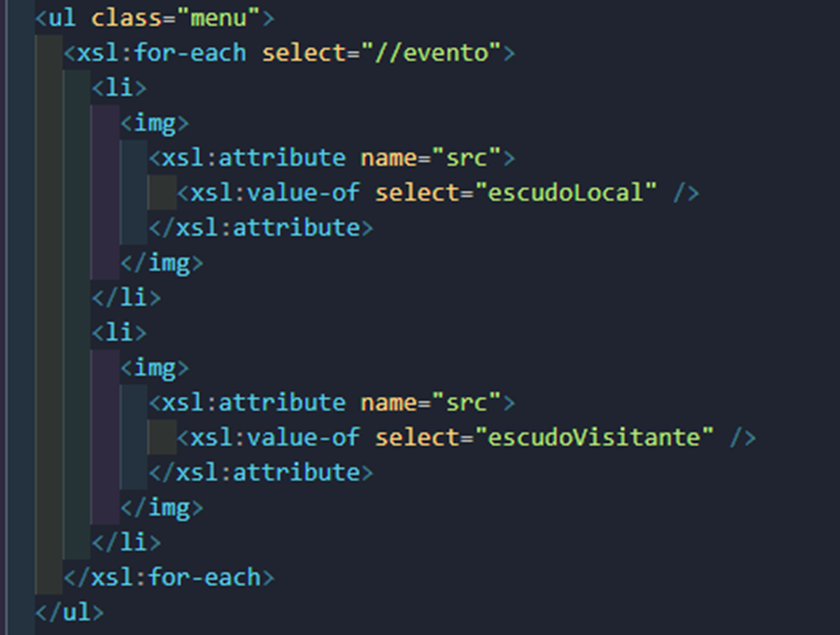 <ul class="menu">
<xsl:for-each select="//evento">
<li>
<img>
<xsl:attribute name="src">
<xsl:value-of select="escudoLocal" />
</xsl:attribute>
</img>
</li>
<li>
<img>
<xsl:attribute name="src">
<xsl:value-of select="escudoVisitante" />
</xsl:attribute>
</img>
</li>
</xsl:for-each>
</ul>